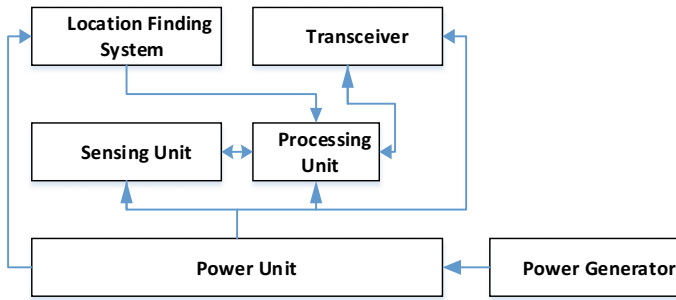 Location Finding
System
Transceiver
Sensing Unit
Processing
Unit
Power Unit
Power Generator